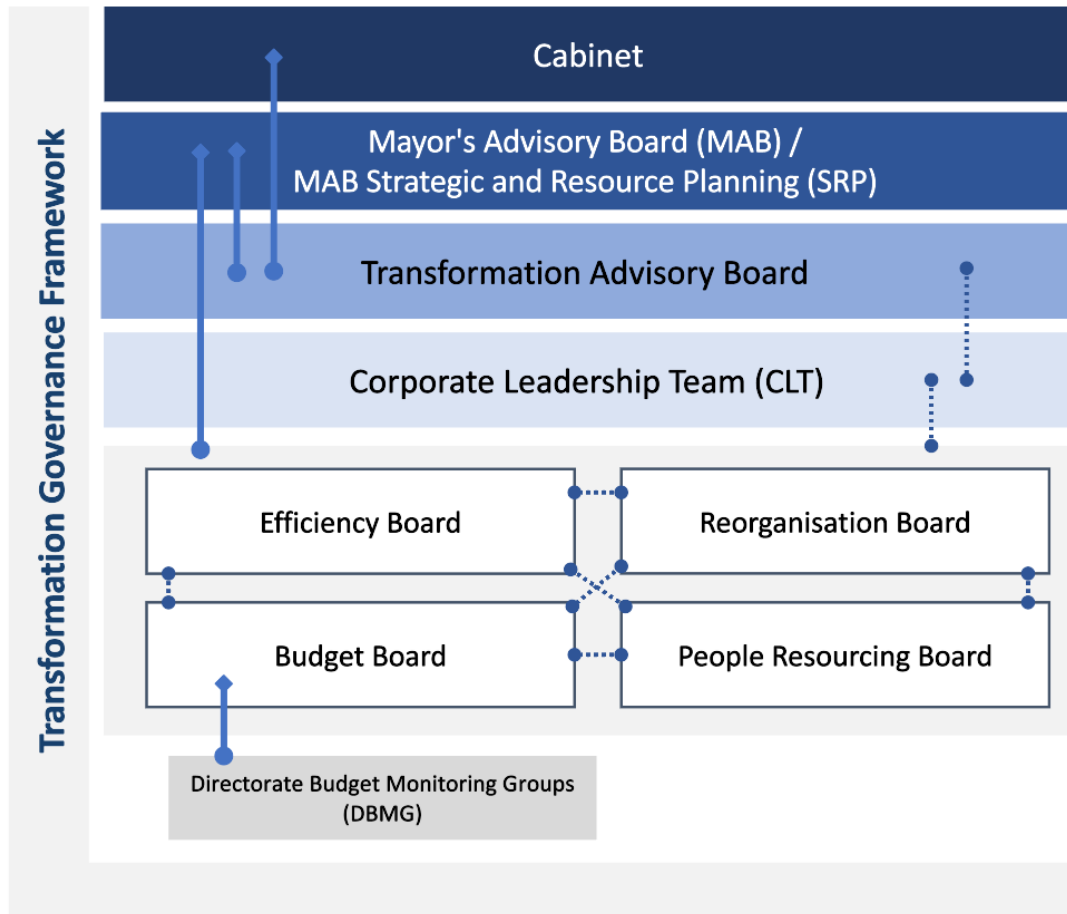 Transformation Governance Framework
Cabinet
Mayor's Advisory Board (MAB) /
MAB Strategic and Resource Planning (SRP)
Transformation Advisory Board
Corporate Leadership Team (CLT)
Efficiency Board
Reorganisation Board
Budget Board
People Resourcing Board
Directorate Budget Monitoring Groups
(DBMG)